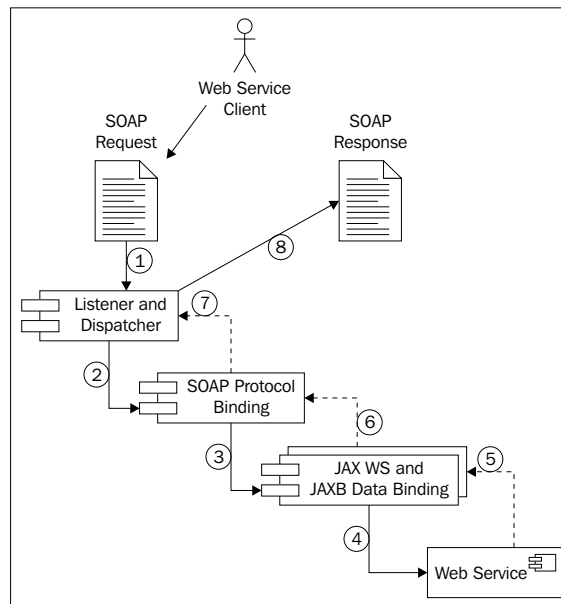 Web Service
Client
SOAP
Request
SOAP
Response
1
8
Listener and
Dispatcher
7
2
SOAP Protocol
Binding
6
3
JAX WS and
JAXB Data Binding
5
4
Web Service